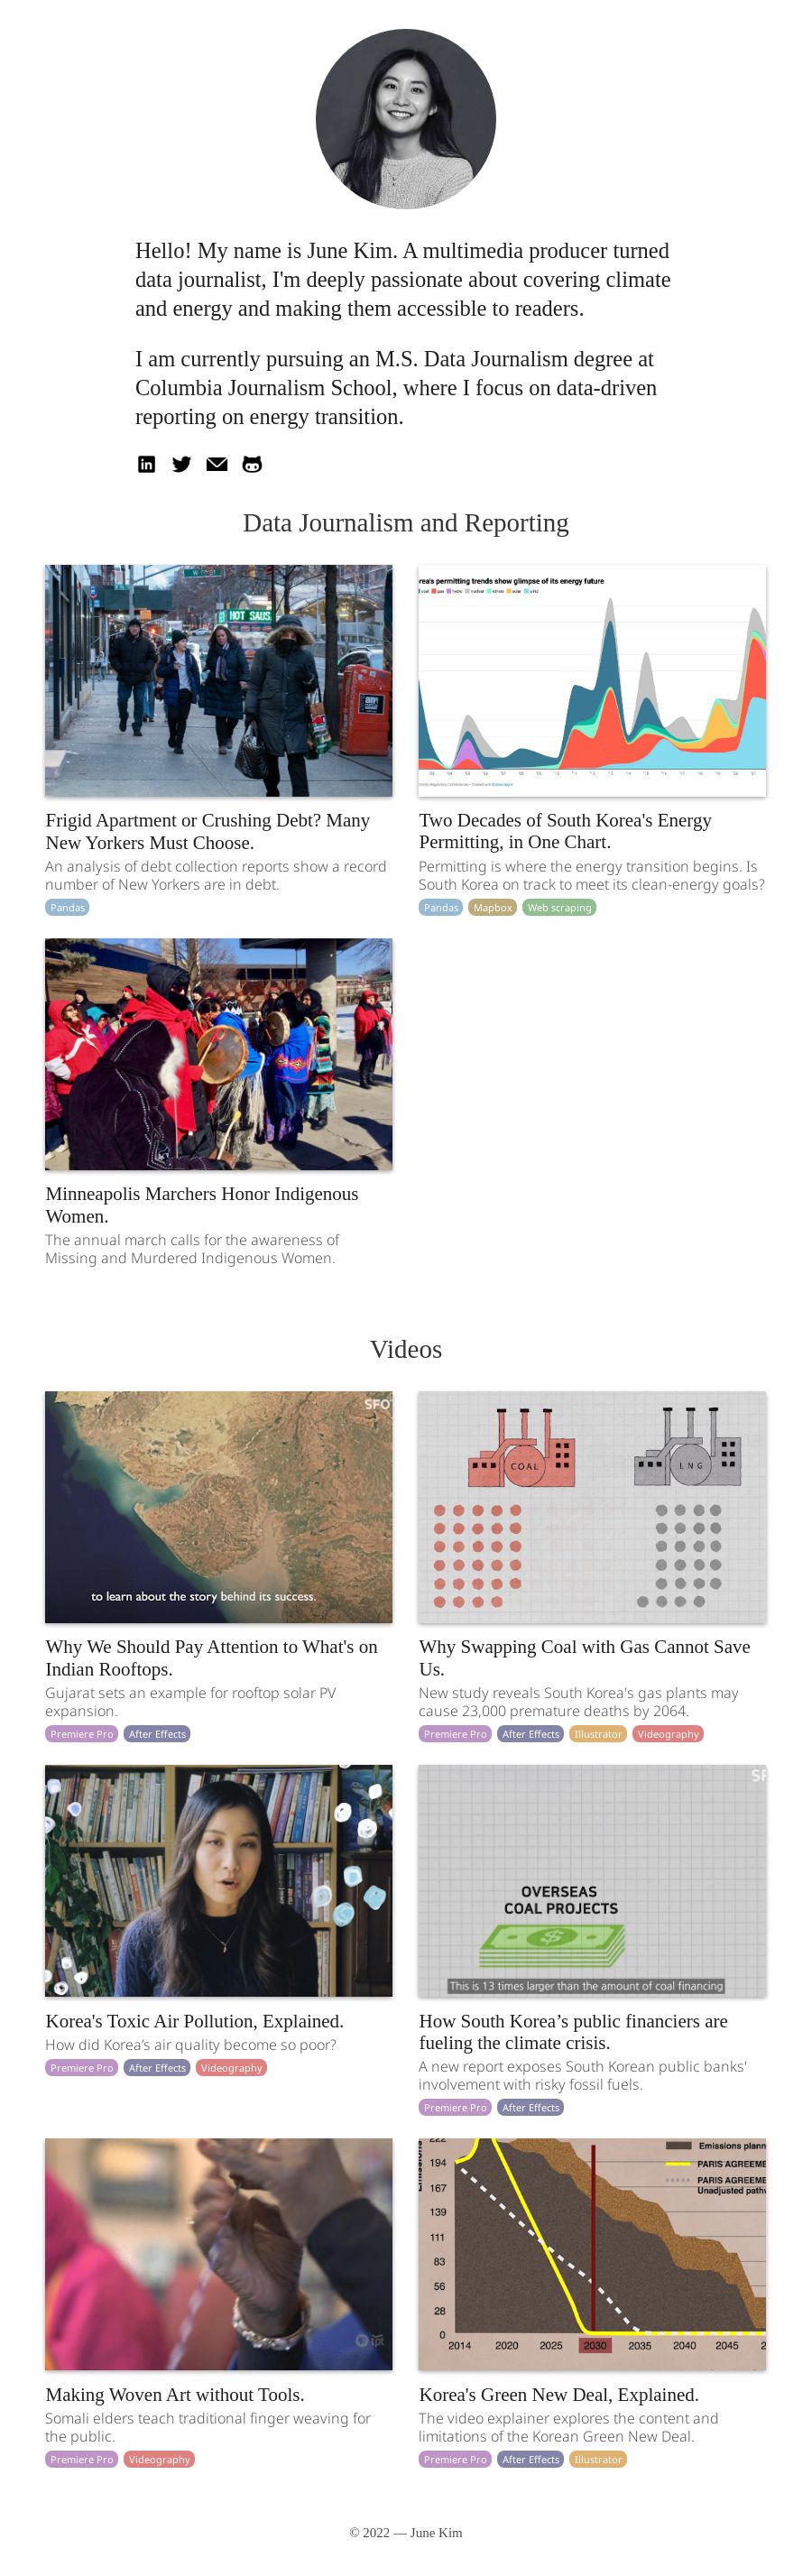 Hello! My name is June Kim. A multimedia producer turned
data journalist, I'm deeply passionate about covering climate
and energy and making them accessible to readers.
I am currently pursuing an M.S. Data Journalism degree at
Columbia Journalism School, where I focus on data-driven
reporting on energy transition.
in
Data Journalism and Reporting
HOT SAUS
rea's permitting trends show glimpse of its energy future
coal gas hydro nuclear others solar wind
Frigid Apartment or Crushing Debt? Many
New Yorkers Must Choose.
An analysis of debt collection reports show a record
number of New Yorkers are in debt.
Pandas
Two Decades of South Korea's Energy
Permitting, in One Chart.
Permitting is where the energy transition begins. Is
South Korea on track to meet its clean-energy goals?
Pandas Mapbox Web scraping
Minneapolis Marchers Honor Indigenous
Women.
The annual march calls for the awareness of
Missing and Murdered Indigenous Women.
Videos
SFO
to learn about the story behind its success.
COAL LNG
Why We Should Pay Attention to What's on
Indian Rooftops.
Gujarat sets an example for rooftop solar PV
expansion.
Premiere Pro After Effects
Why Swapping Coal with Gas Cannot Save
Us.
New study reveals South Korea's gas plants may
cause 23,000 premature deaths by 2064.
Premiere Pro After Effects Illustrator Videography
SF
OVERSEAS
COAL PROJECTS
This is 13 times larger than the amount of coal financing
Korea's Toxic Air Pollution, Explained.
How did Korea’s air quality become so poor?
Premiere Pro After Effects Videography
How South Korea’s public financiers are
fueling the climate crisis.
A new report exposes South Korean public banks'
involvement with risky fossil fuels.
Premiere Pro After Effects
tpt
Emissions
222
194
167
139
111
83
56
28
0
2014 2020 2025 2030 2035 2040 2045 2
Emissions plann
PARIS AGREEME
PARIS AGREEME
Unadjusted pathw
Making Woven Art without Tools.
Somali elders teach traditional finger weaving for
the public.
Premiere Pro Videography
Korea's Green New Deal, Explained.
The video explainer explores the content and
limitations of the Korean Green New Deal.
Premiere Pro After Effects Illustrator
© 2022 — June Kim